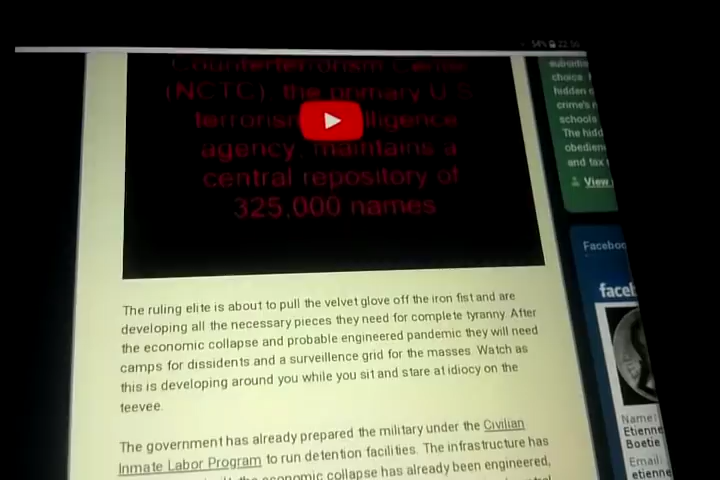 54% 22:50
Counterterrorism Center
(NCTC), the primary U.S.
terrorism intelligence
agency, maintains a
central repository of
325,000 names
The ruling elite is about to pull the velvet glove off the iron fist and are
developing all the necessary pieces they need for complete tyranny. After
the economic collapse and probable engineered pandemic they will need
camps for dissidents and a surveillence grid for the masses. Watch as
this is developing around you while you sit and stare at idiocy on the
teevee.
The government has already prepared the military under the Civilian
Inmate Labor Program to run detention facilities. The infrastructure has
economic collapse has already been engineered,
choice.
hidden
crime's
schools
The hidd
obedien
and tax
View
Faceboo
faceb
Name:
Etienne
Boetie
Email:
etienne